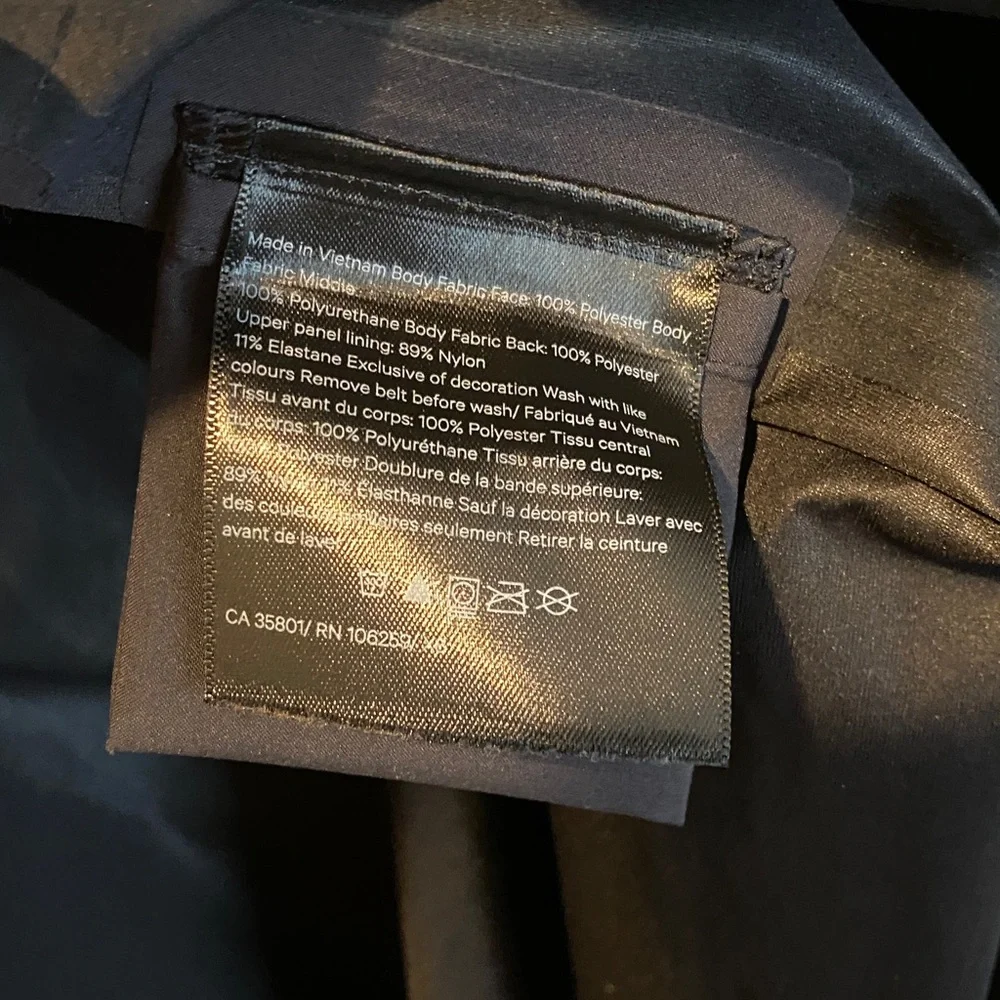 Made in Vietnam Body Fabric Face: 100% Polyester Body
Fabric Middle:
100% Polyurethane Body Fabric Back: 100% Polyester
Upper panel lining: 89% Nylon
11% Elastane Exclusive of decoration Wash with like
colours Remove belt before wash/ Fabriqué au Vietnam
Tissu avant du corps: 100% Polyester Tissu central
du corps: 100% Polyuréthane Tissu arrière du corps:
Polyester Doublure de la bande supérieure:
89% Élasthanne Sauf la décoration Laver avec
des seulement Retirer la ceinture
avant de laver
CA 35801/ RN